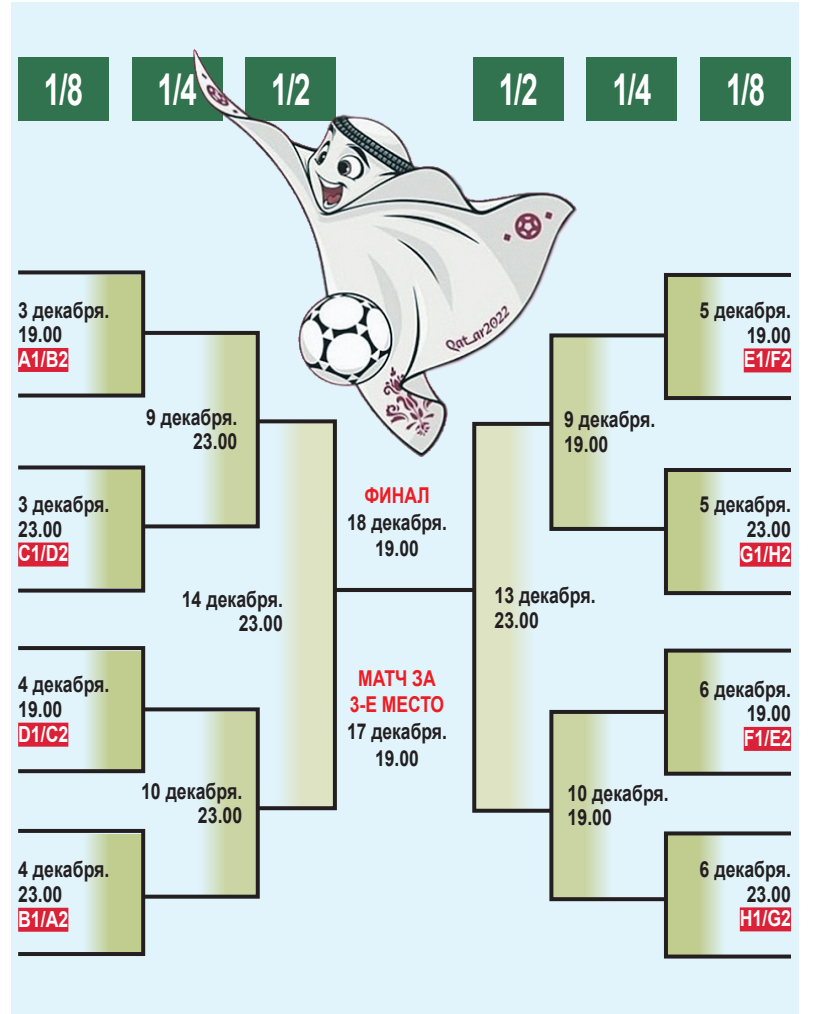 1/8
1/4
1/2
1/2
1/4
1/8
Qatar2022
3 декабря.
19.00
A1/B2
9 декабря.
23.00
3 декабря.
23.00
C1/D2
14 декабря.
23.00
4 декабря.
19.00
D1/C2
10 декабря.
23.00
4 декабря.
23.00
B1/A2
ФИНАЛ
18 декабря.
19.00
МАТЧ ЗА
3-Е МЕСТО
17 декабря.
19.00
5 декабря.
19.00
E1/F2
9 декабря.
19.00
5 декабря.
23.00
G1/H2
13 декабря.
23.00
6 декабря.
19.00
F1/E2
10 декабря.
19.00
6 декабря.
23.00
H1/G2